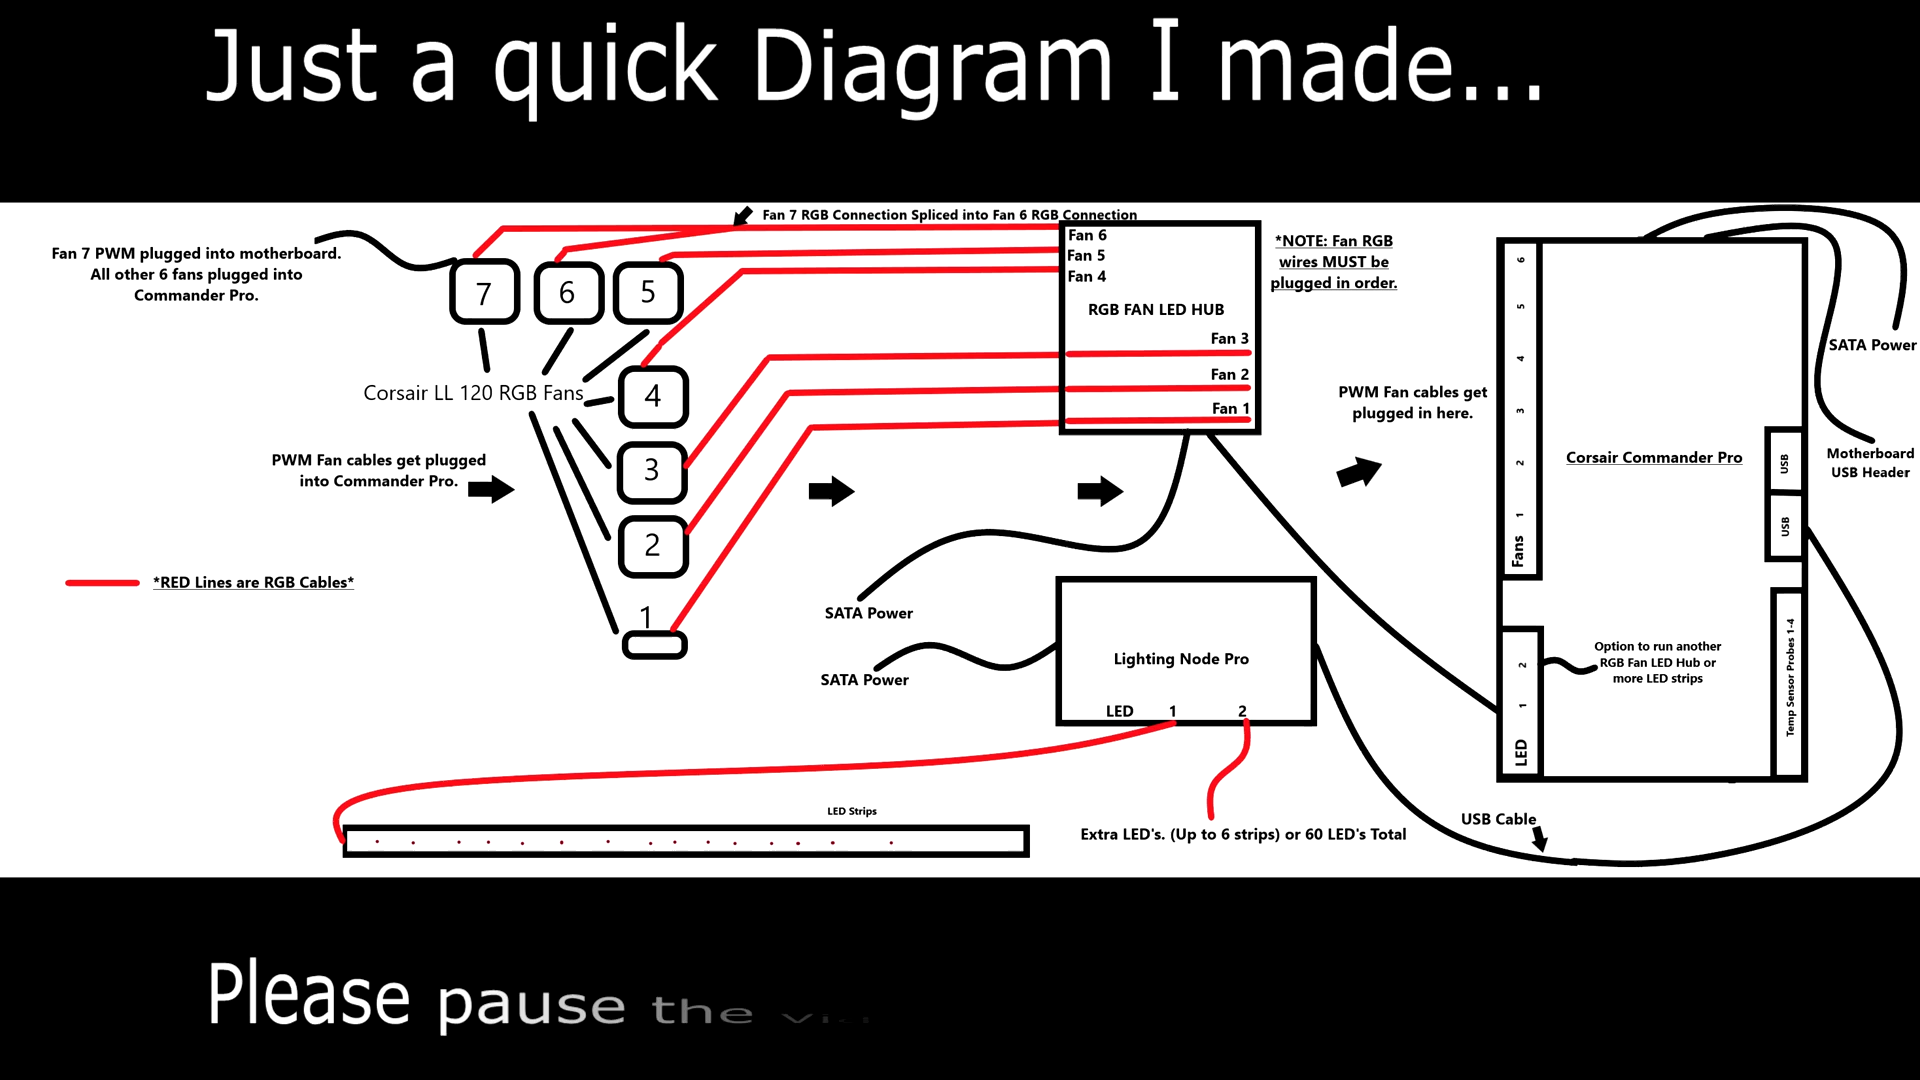 Just a quick Diagram I made...
Fan 7 RGB Connection Spliced into Fan 6 RGB Connection
Fan 7 PWM plugged into motherboard.
All other 6 fans plugged into
Commander Pro.
7
6
5
4
3
2
1
Corsair LL 120 RGB Fans
PWM Fan cables get plugged
into Commander Pro.
*RED Lines are RGB Cables*
Fan 6
Fan 5
Fan 4
RGB FAN LED HUB
Fan 3
Fan 2
Fan 1
*NOTE: Fan RGB
wires MUST be
plugged in order.
PWM Fan cables get
plugged in here.
SATA Power
SATA Power
Lighting Node Pro
LED 1 2
LED Strips
Extra LED's. (Up to 6 strips) or 60 LED's Total
USB Cable
6
5
4
3
2
1
Fans
Corsair Commander Pro
USB
USB
SATA Power
Motherboard
USB Header
Option to run another
RGB Fan LED Hub or
more LED strips
2
1
LED
Temp Sensor Probes 1-4
Please pause the